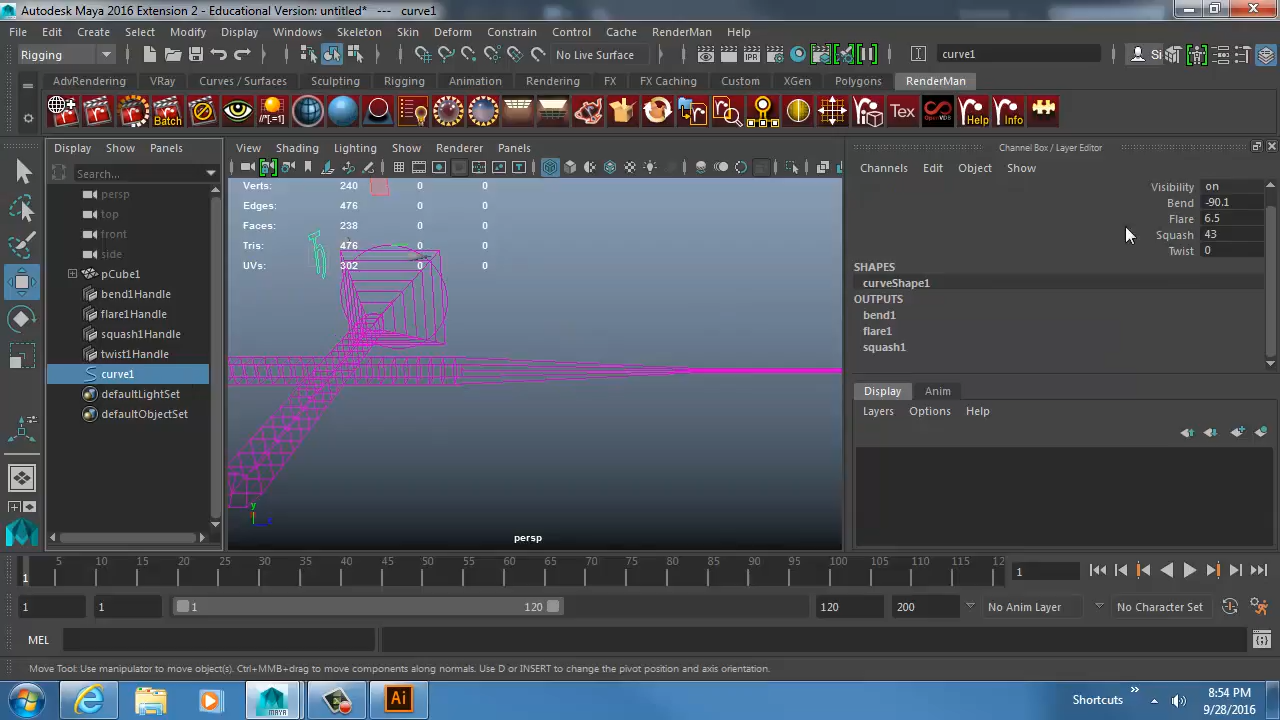 Autodesk Maya 2016 Extension 2 - Educational Version: untitled* --- curve1
File Edit Create Select Modify Display Windows Skeleton Skin Deform Constrain Control Cache RenderMan Help
Rigging No Live Surface curve1 Si
AdvRendering VRay Curves / Surfaces Sculpting Rigging Animation Rendering FX FX Caching Custom XGen Polygons RenderMan
//*[.=] Batch Tex OpenVDB Help Info
Display Show Panels View Shading Lighting Show Renderer Panels Channel Box / Layer Editor
Search... Channels Edit Object Show
persp Verts: 240 0 0 Visibility on
top Edges: 476 0 0 Bend -90.1
front Faces: 238 0 0 Flare 6.5
side Tris: 476 0 0 Squash 43
pCube1 UVs: 302 0 0 Twist 0
bend1Handle SHAPES
flare1Handle curveShape1
squash1Handle OUTPUTS
twist1Handle bend1
curve1 flare1
defaultLightSet squash1
defaultObjectSet Display Anim
Layers Options Help
y
z
persp
5 10 15 20 25 30 35 40 45 50 55 60 65 70 75 80 85 90 95 100 105 110 115 12
1 1
1 1 1 120 120 200 No Anim Layer No Character Set
MEL
Move Tool: Use manipulator to move object(s). Ctrl+MMB+drag to move components along normals. Use D or INSERT to change the pivot position and axis orientation.
MAYA Ai Shortcuts 8:54 PM
9/28/2016